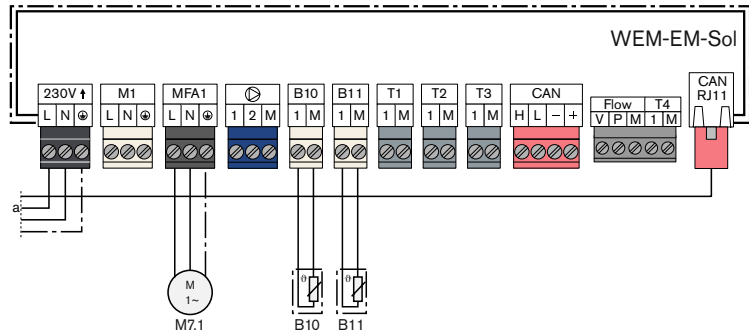 WEM-EM-Sol
230V M1 MFA1 B10 B11 T1 T2 T3 CAN Flow T4 CAN RJ11
L N L N L N 1 2 M 1 M 1 M 1 M 1 M 1 M H L − + V P M 1 M
a
M
1~
ϑ ϑ
M7.1 B10 B11